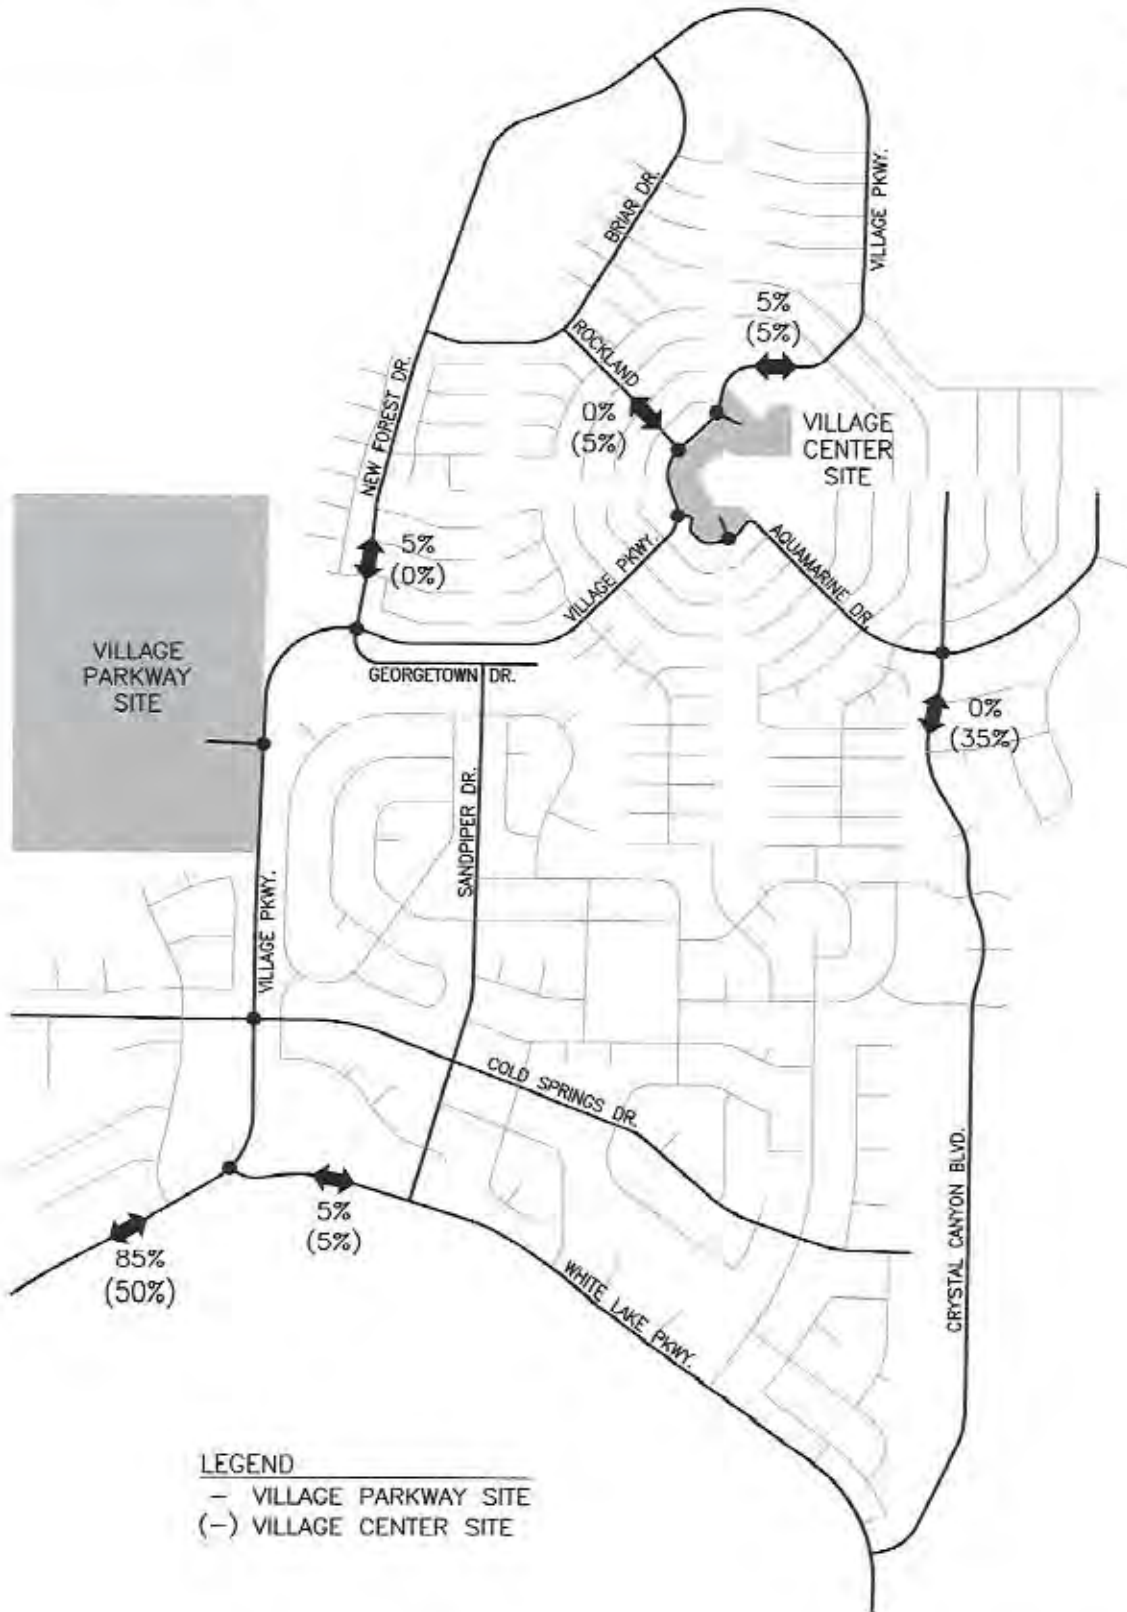 VILLAGE PKWY.
BRIAR DR.
5%
(5%)
ROCKLAND
0%
(5%)
VILLAGE
CENTER
SITE
NEW FOREST DR.
5%
(0%)
VILLAGE PKWY.
AQUAMARINE DR.
VILLAGE
PARKWAY
SITE
GEORGETOWN DR.
0%
(35%)
SANDPIPER DR.
VILLAGE PKWY.
COLD SPRINGS DR.
CRYSTAL CANYON BLVD.
5%
(5%)
85%
(50%)
WHITE LAKE PKWY.
LEGEND
– VILLAGE PARKWAY SITE
(–) VILLAGE CENTER SITE